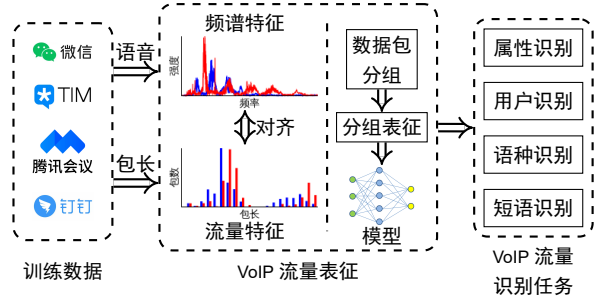 微信
TIM
腾讯会议
钉钉
训练数据
语音
包长
频谱特征
强度
频率
对齐
包数
包长
流量特征
数据包
分组
分组表征
模型
VoIP 流量表征
属性识别
用户识别
语种识别
短语识别
VoIP 流量
识别任务